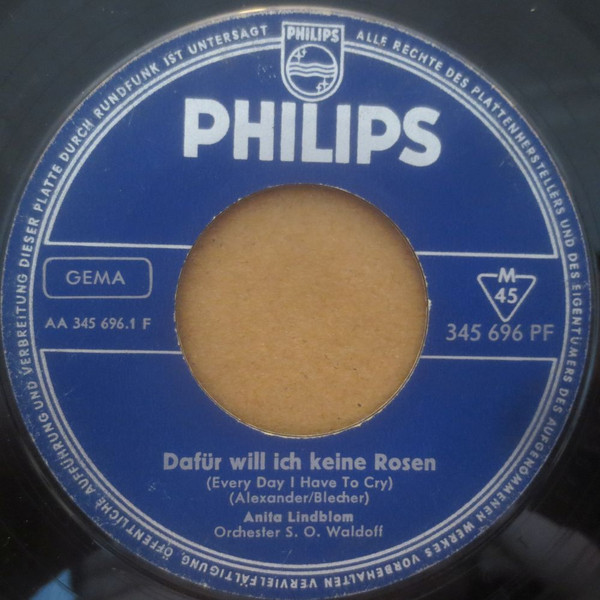 ALLE RECHTE DES PLATTENHERSTELLERS UND DES EIGENTÜMERS DES AUFGENOMMENEN WERKES VORBEHALTEN VERVIELFÄLTIGUNG, ÖFFENTLICHE AUFFÜHRUNG UND VERBREITUNG DIESER PLATTE DURCH RUNDFUNK IST UNTERSAGT
PHILIPS
PHILIPS
GEMA
AA 345 696.1 F
M
45
345 696 PF
Dafür will ich keine Rosen
(Every Day I Have To Cry)
(Alexander/Blecher)
Anita Lindblom
Orchester S. O. Waldoff